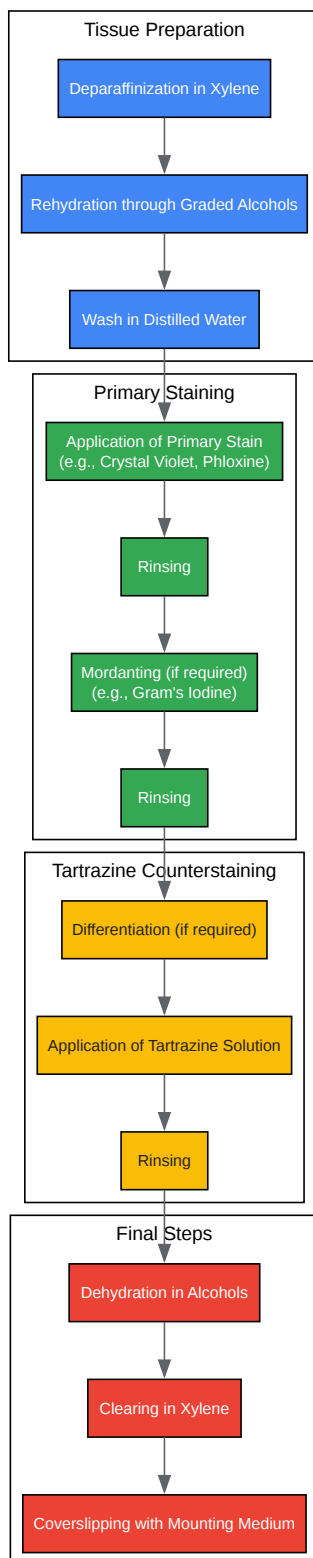 Tissue Preparation
Deparaffinization in Xylene
Rehydration through Graded Alcohols
Wash in Distilled Water
Primary Staining
Application of Primary Stain
(e.g., Crystal Violet, Phloxine)
Rinsing
Mordanting (if required)
(e.g., Gram's Iodine)
Rinsing
Tartrazine Counterstaining
Differentiation (if required)
Application of Tartrazine Solution
Rinsing
Final Steps
Dehydration in Alcohols
Clearing in Xylene
Coverslipping with Mounting Medium